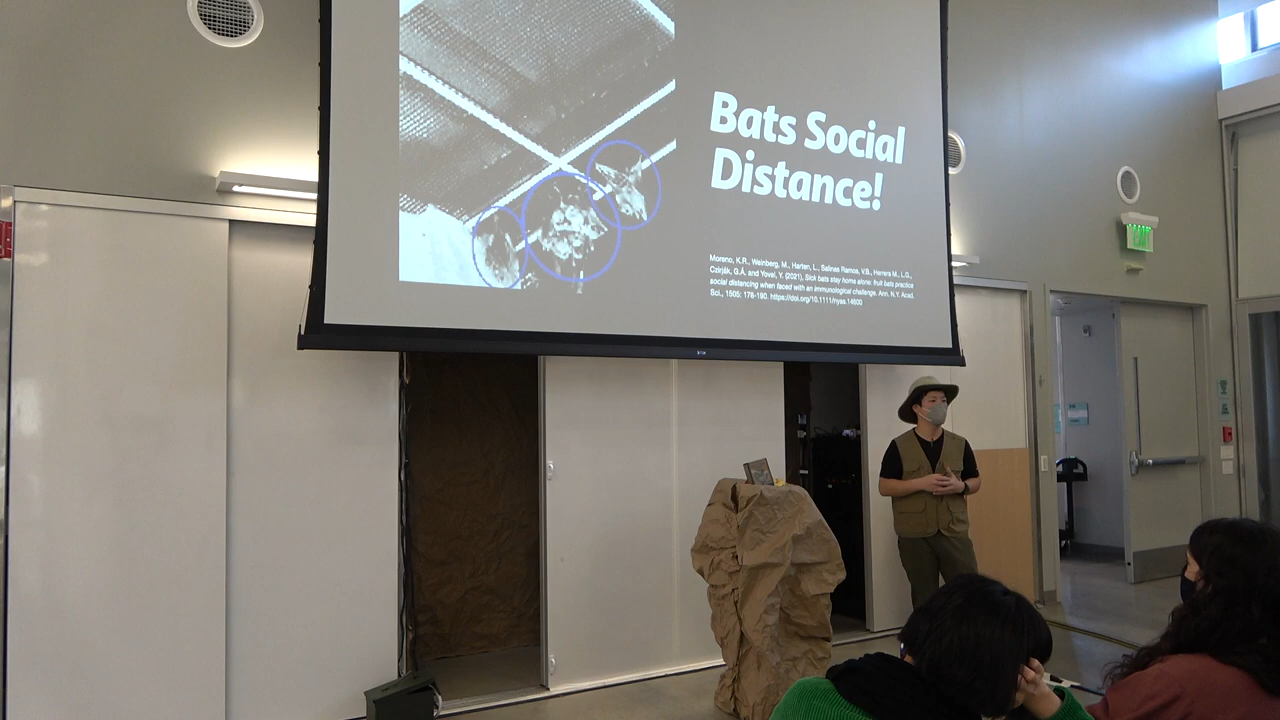 Bats Social
Distance!
Moreno, K.R., Weinberg, M., Harten, L., Salinas Ramos, V.B., Herrera M., L.G.,
Czirják, G.Á. and Yovel, Y. (2021), Sick bats stay home alone: fruit bats practice
social distancing when faced with an immunological challenge. Ann. N.Y. Acad.
Sci., 1505: 178-190. https://doi.org/10.1111/nyas.14600